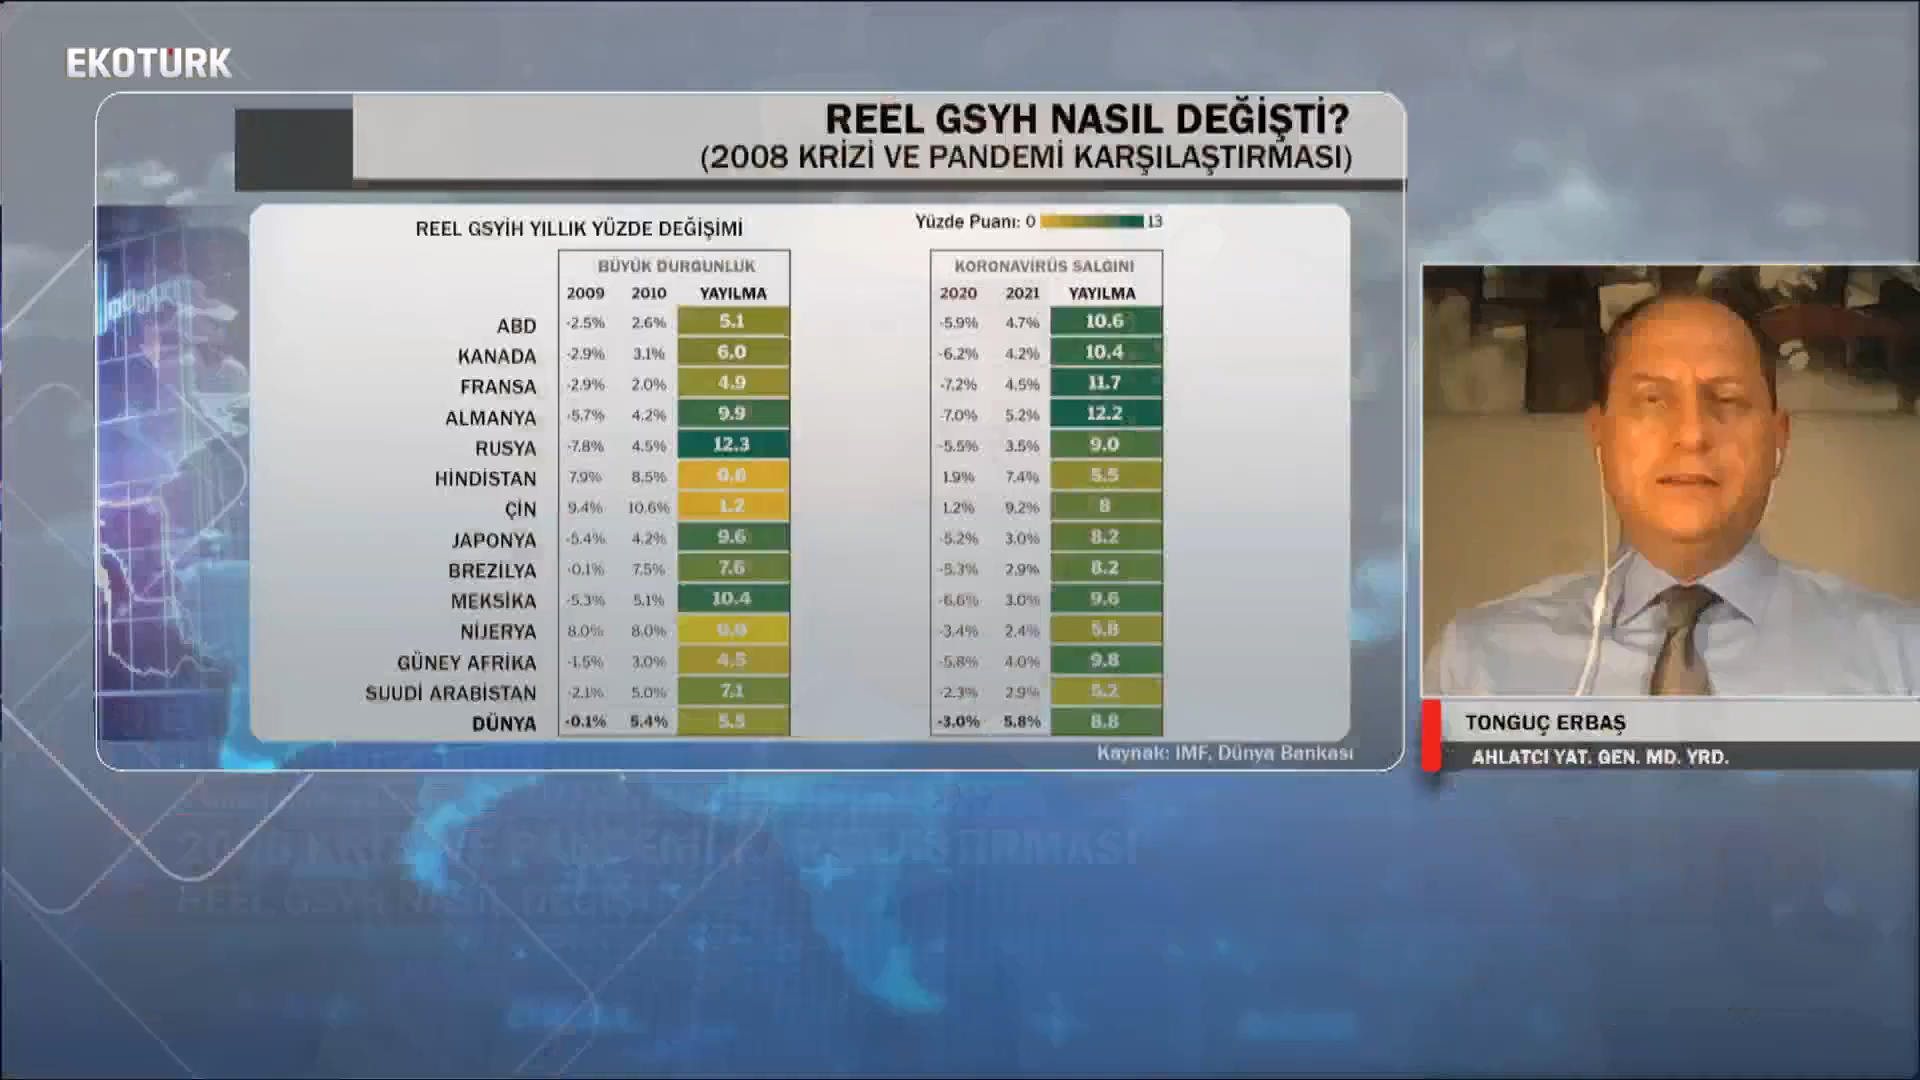 EKOTÜRK
REEL GSYH NASIL DEĞİŞTİ?
(2008 KRİZİ VE PANDEMİ KARŞILAŞTIRMASI)
REEL GSYİH YILLIK YÜZDE DEĞİŞİMİ
Yüzde Puanı: 0 13
BÜYÜK DURGUNLUK KORONAVİRÜS SALGINI
2009 2010 YAYILMA 2020 2021 YAYILMA
ABD -2.5% 2.6% 5.1 -5.9% 4.7% 10.6
KANADA -2.9% 3.1% 6.0 -6.2% 4.2% 10.4
FRANSA -2.9% 2.0% 4.9 -7.2% 4.5% 11.7
ALMANYA -5.7% 4.2% 9.9 -7.0% 5.2% 12.2
RUSYA -7.8% 4.5% 12.3 -5.5% 3.5% 9.0
HİNDİSTAN 7.9% 8.5% 0.6 1.9% 7.4% 5.5
ÇİN 9.4% 10.6% 1.2 1.2% 9.2% 8
JAPONYA -5.4% 4.2% 9.6 -5.2% 3.0% 8.2
BREZİLYA -0.1% 7.5% 7.6 -5.3% 2.9% 8.2
MEKSİKA -5.3% 5.1% 10.4 -6.6% 3.0% 9.6
NİJERYA 8.0% 8.0% 0.0 -3.4% 2.4% 5.8
GÜNEY AFRİKA -1.5% 3.0% 4.5 -5.8% 4.0% 9.8
SUUDİ ARABİSTAN -2.1% 5.0% 7.1 -2.3% 2.9% 5.2
DÜNYA -0.1% 5.4% 5.5 -3.0% 5.8% 8.8
Kaynak: IMF, Dünya Bankası
TONGUÇ ERBAŞ
AHLATCI YAT. GEN. MD. YRD.